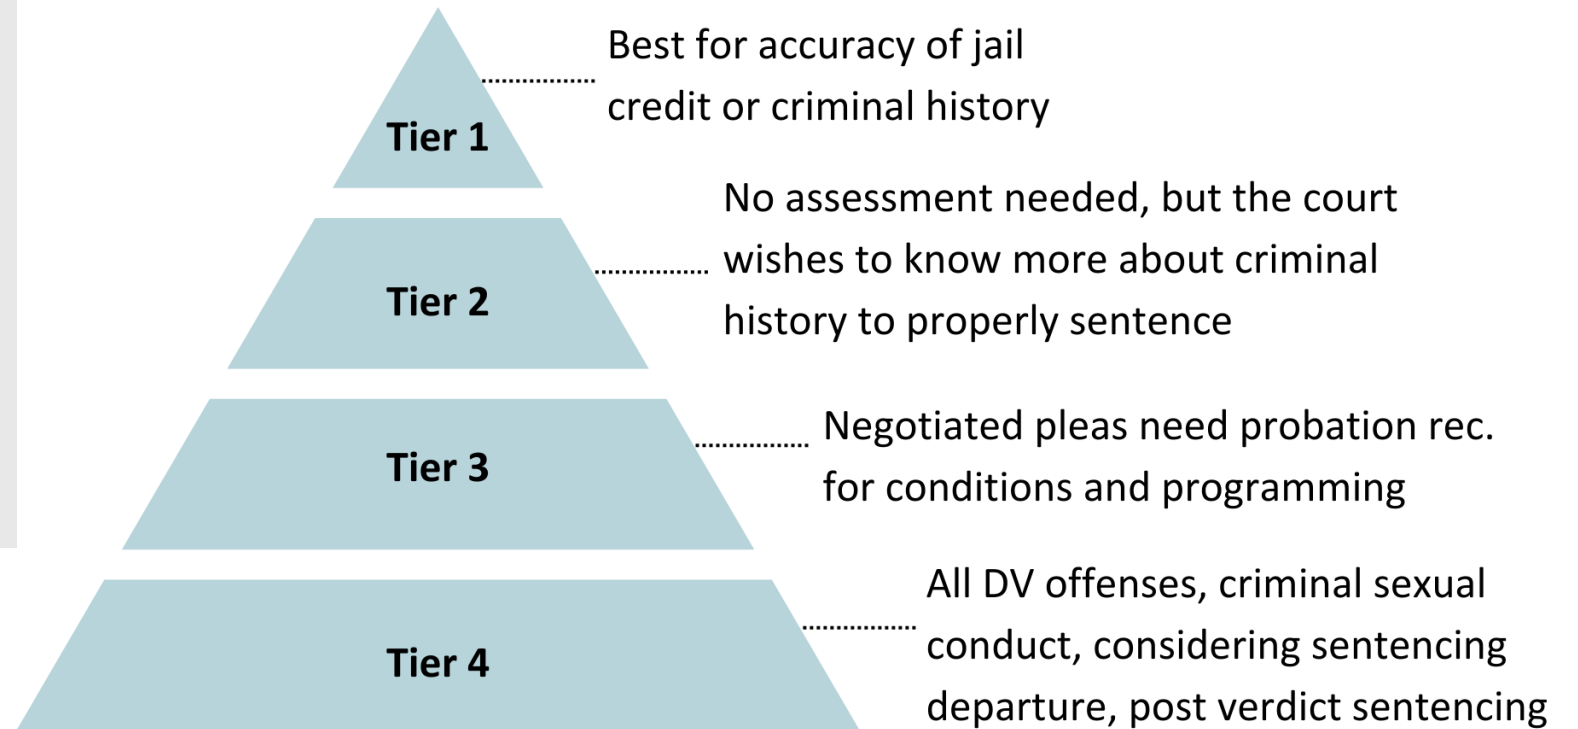 Best for accuracy of jail
credit or criminal history
Tier 1
No assessment needed, but the court
wishes to know more about criminal
history to properly sentence
Tier 2
Negotiated pleas need probation rec.
for conditions and programming
Tier 3
All DV offenses, criminal sexual
conduct, considering sentencing
departure, post verdict sentencing
Tier 4